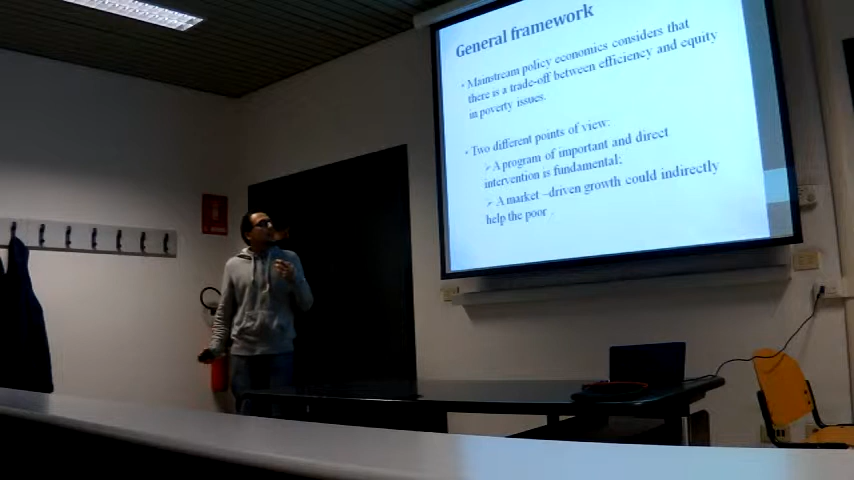 General framework
• Mainstream policy economics considers that
there is a trade-off between efficiency and equity
in poverty issues.
• Two different points of view:
➢ A program of important and direct
intervention is fundamental;
➢ A market –driven growth could indirectly
help the poor .